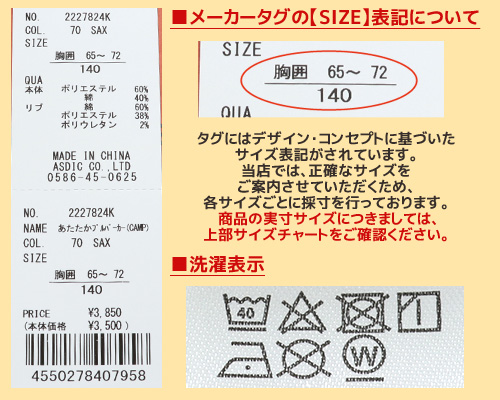 NO. 2227824K
COL. 70 SAX
SIZE
胸囲 65～ 72
140
QUA
本体 ポリエステル 60%
綿 40%
リブ 綿 60%
ポリエステル 38%
ポリウレタン 2%
MADE IN CHINA
ASDIC CO.,LTD
0586-45-0625
NO. 2227824K
NAME あたたかプルパーカー(CAMP)
COL. 70 SAX
SIZE
胸囲 65～ 72
140
PRICE ¥3,850
(本体価格 ¥3,500 )
4550278407958
■メーカータグの【SIZE】表記について
SIZE
胸囲 65～ 72
140
QUA
タグにはデザイン・コンセプトに基づいた
サイズ表記がされています。
当店では、正確なサイズを
ご案内させていただくため、
各サイズごとに採寸を行っております。
商品の実寸サイズにつきましては、
上部サイズチャートをご確認ください。
■洗濯表示
40
W